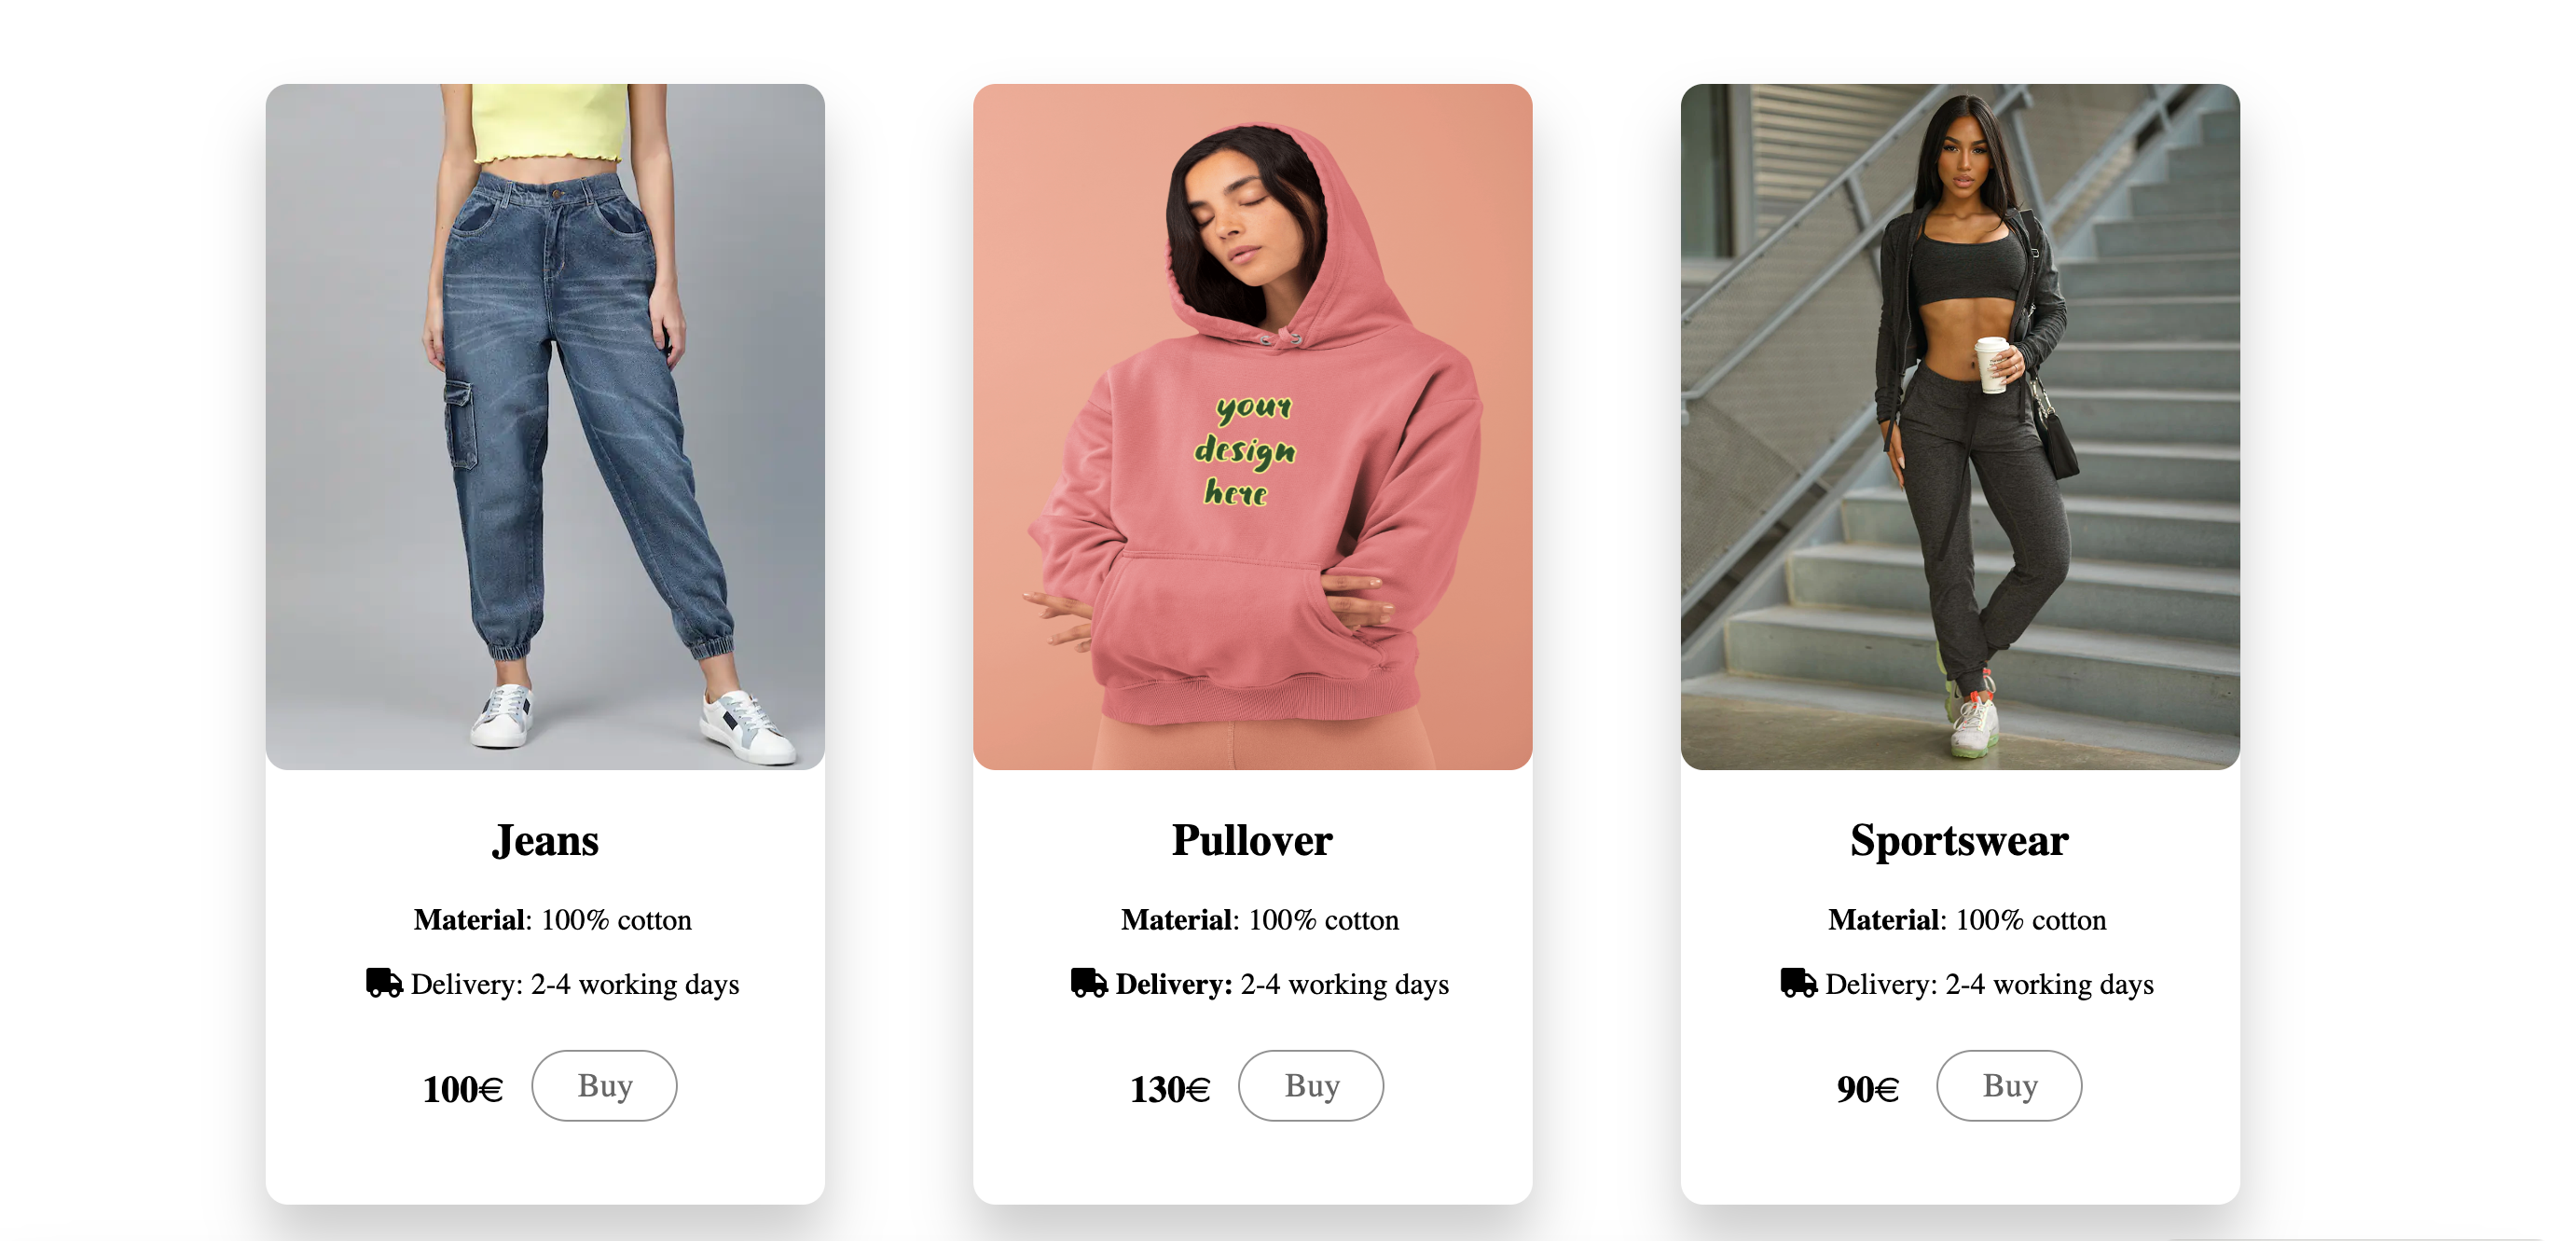 your
design
here
Jeans
Material: 100% cotton
Delivery: 2-4 working days
100€ Buy
Pullover
Material: 100% cotton
Delivery: 2-4 working days
130€ Buy
Sportswear
Material: 100% cotton
Delivery: 2-4 working days
90€ Buy